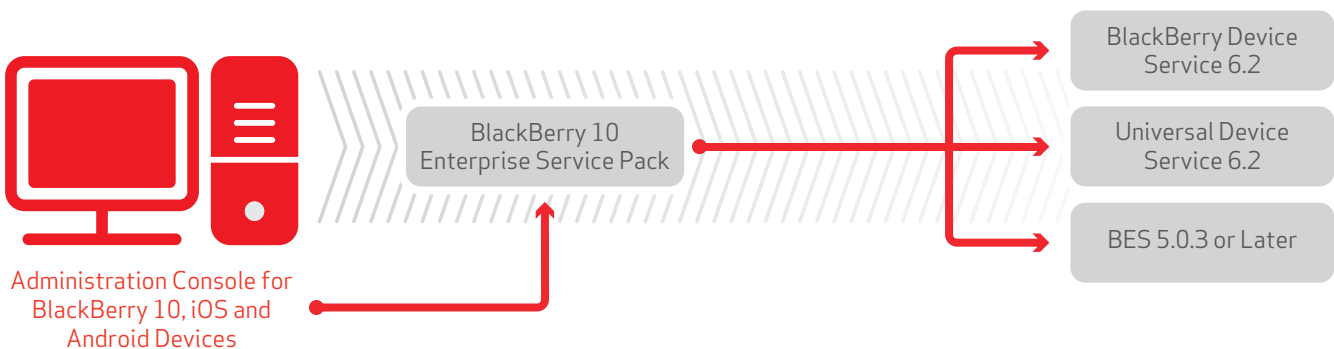 Administration Console for
BlackBerry 10, iOS and
Android Devices
BlackBerry 10
Enterprise Service Pack
BlackBerry Device
Service 6.2
Universal Device
Service 6.2
BES 5.0.3 or Later